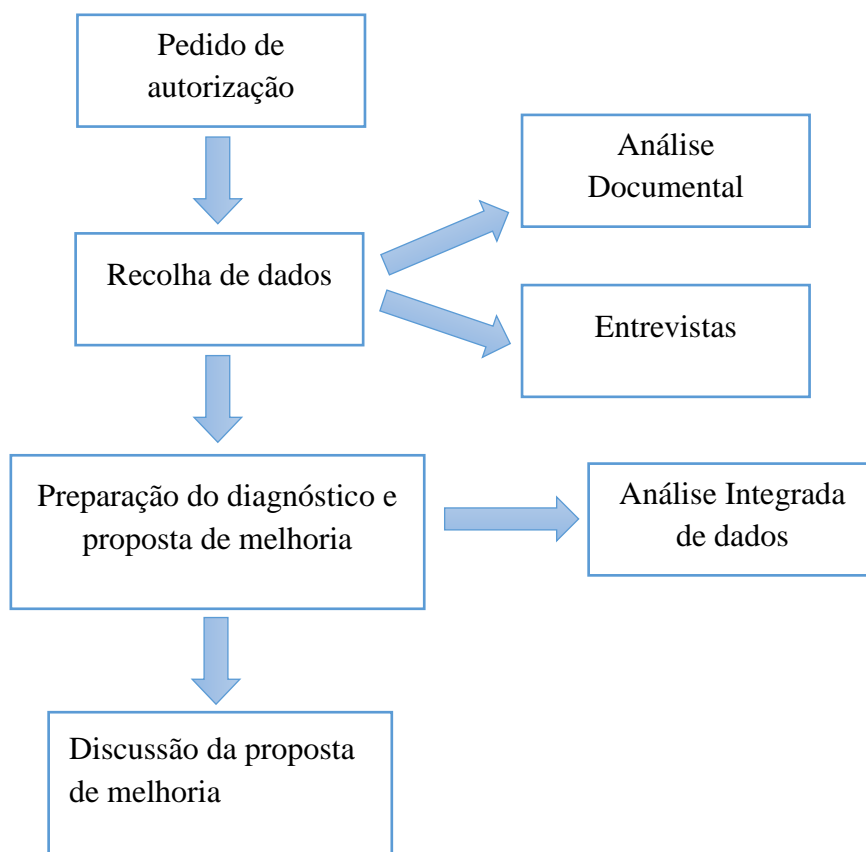 Pedido de
autorização
Análise
Documental
Recolha de dados
Entrevistas
Preparação do diagnóstico e
proposta de melhoria
Análise Integrada
de dados
Discussão da proposta
de melhoria